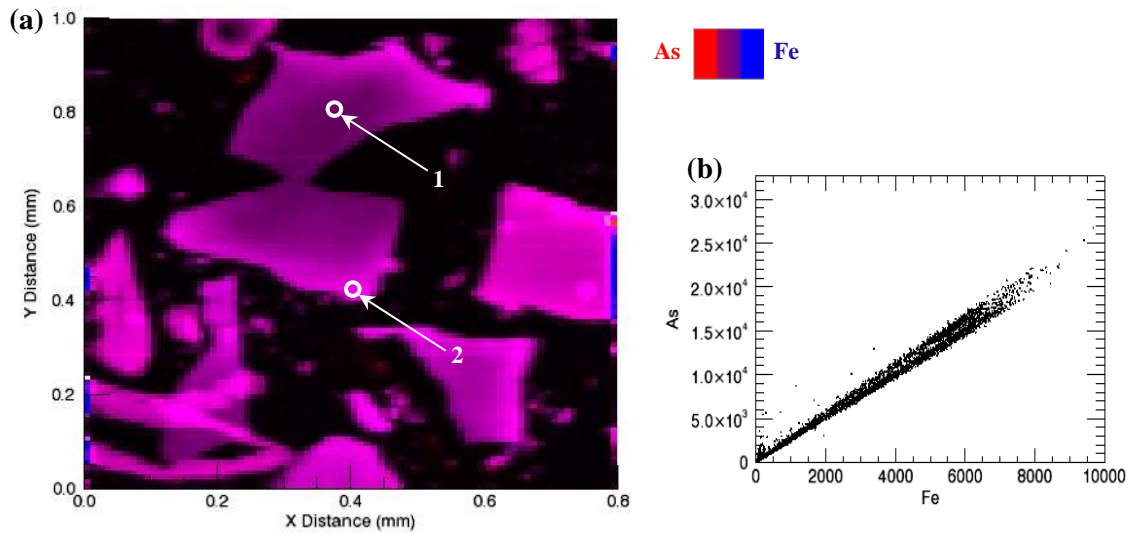 (a)
1.0
0.8
0.6
0.4
0.2
0.0
Y Distance (mm)
0.0 0.2 0.4 0.6 0.8
X Distance (mm)
1
2
As Fe
(b)
3.0×10⁴
2.5×10⁴
2.0×10⁴
1.5×10⁴
1.0×10⁴
5.0×10³
0
As
0 2000 4000 6000 8000 10000
Fe